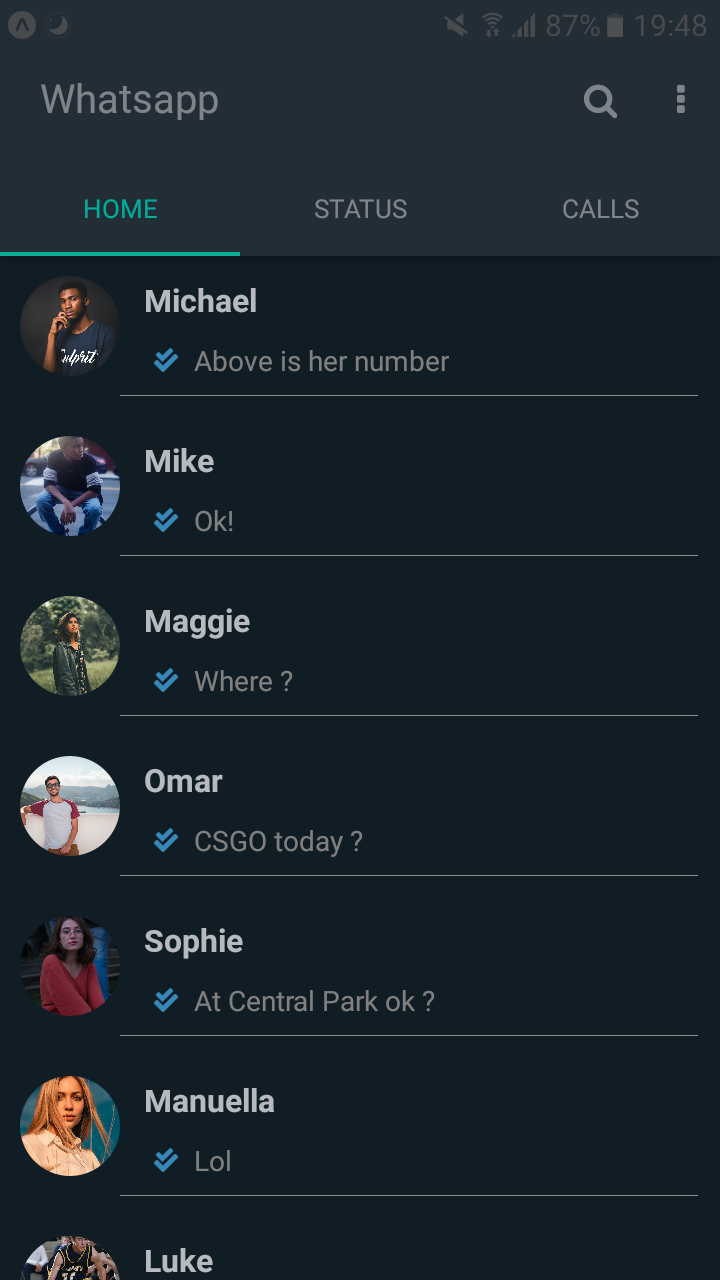 87% 19:48
Whatsapp
HOME STATUS CALLS
Michael
Above is her number
Mike
Ok!
Maggie
Where ?
Omar
CSGO today ?
Sophie
At Central Park ok ?
Manuella
Lol
Luke